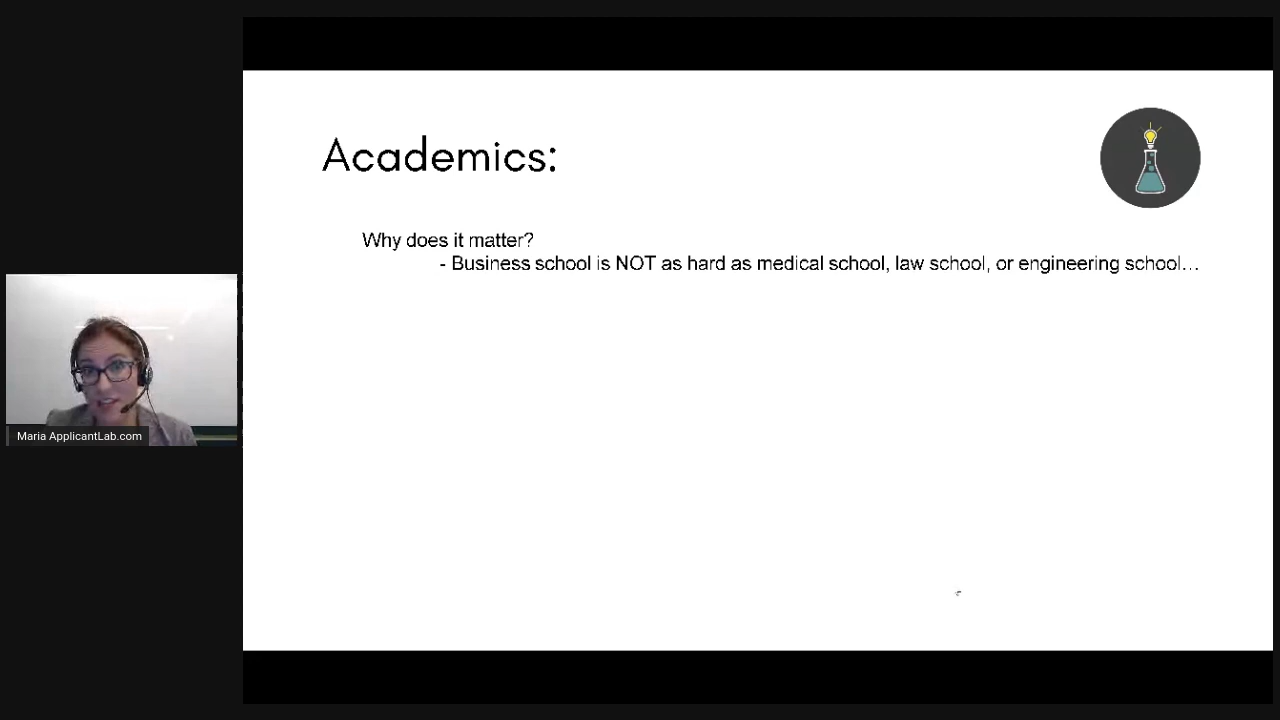 Academics:
Why does it matter?
- Business school is NOT as hard as medical school, law school, or engineering school…
Maria ApplicantLab.com